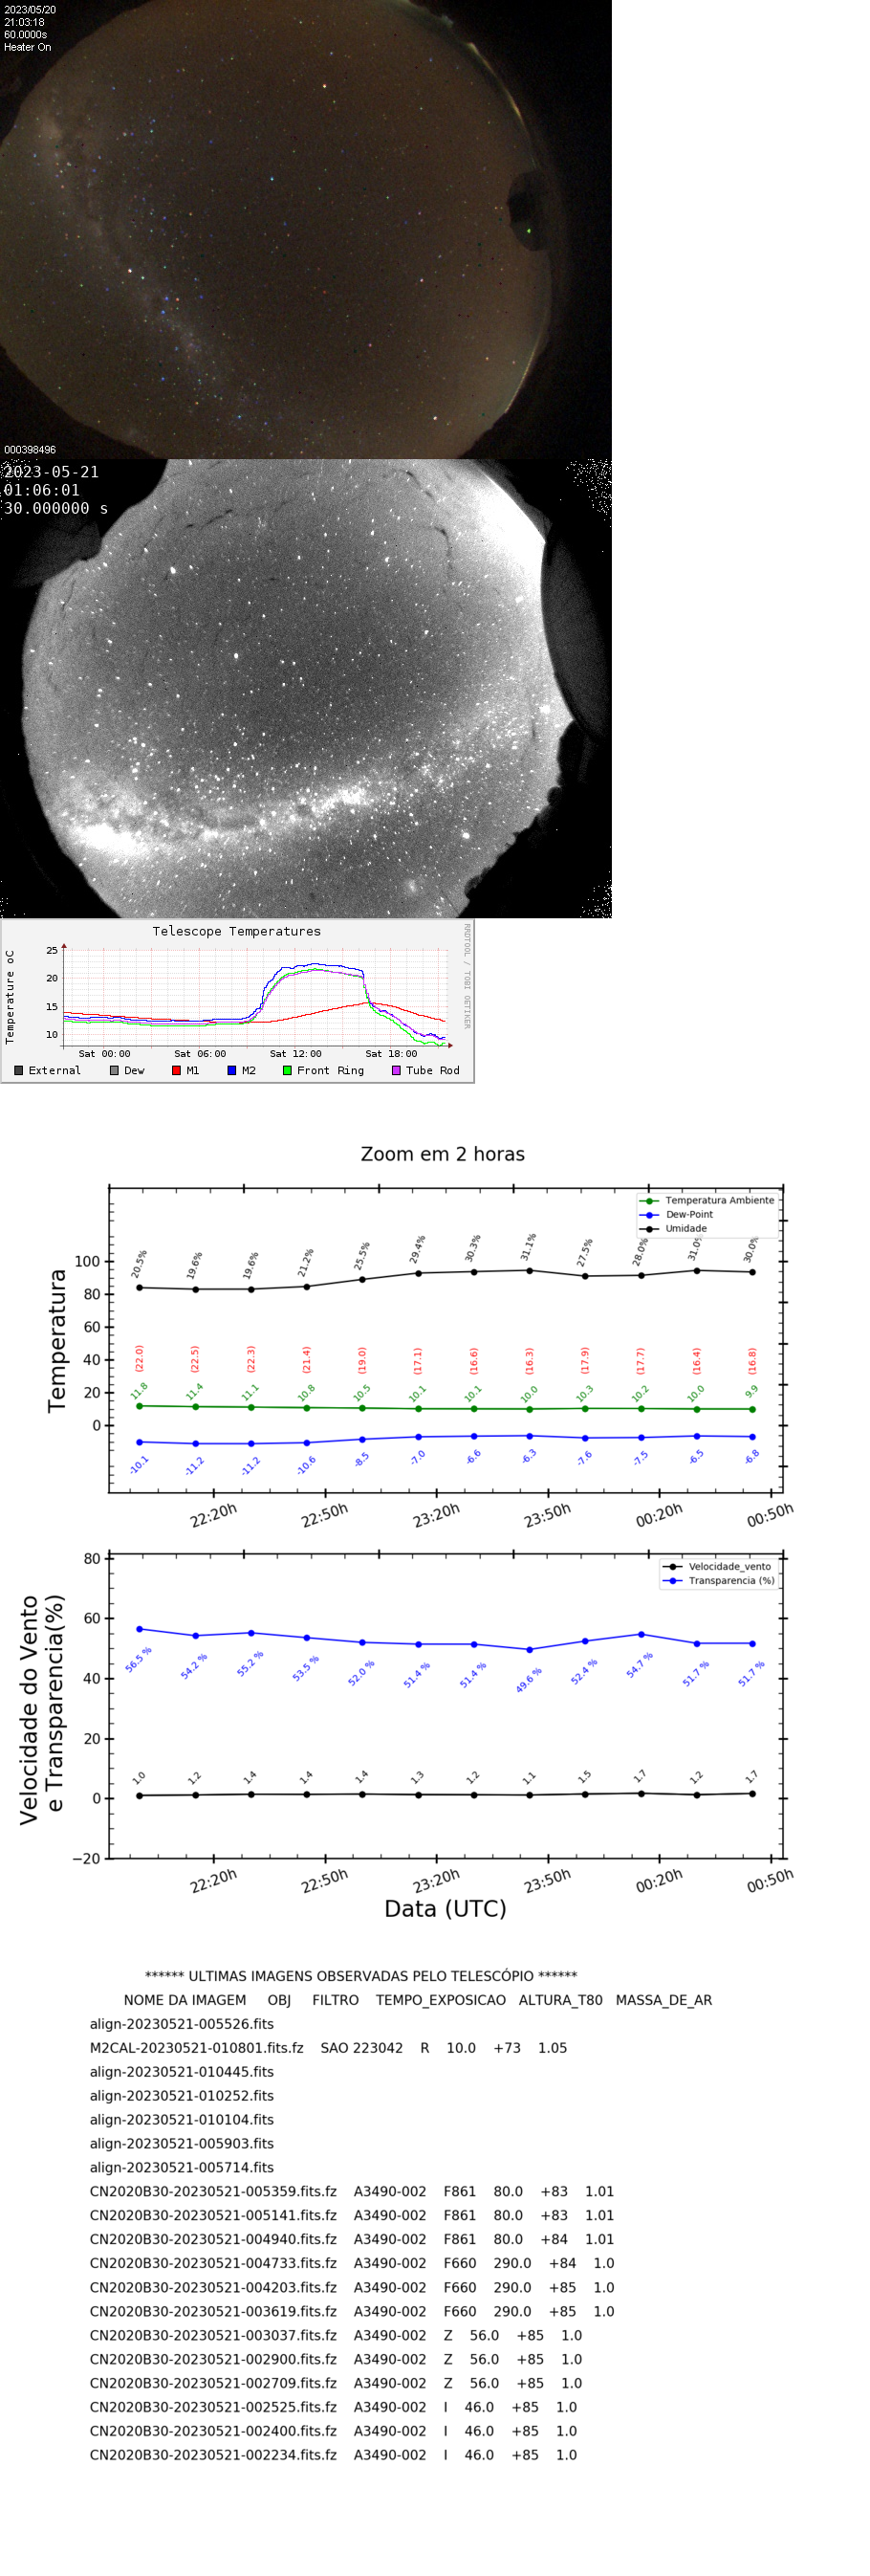 2023/05/20
21:03:18
60.0000s
Heater On
000398496
2023-05-21
01:06:01
30.000000 s
Telescope Temperatures
RRDTOOL / TOBI OETIKER
Temperature oC
25
20
15
10
Sat 00:00 Sat 06:00 Sat 12:00 Sat 18:00
External Dew M1 M2 Front Ring Tube Rod
Zoom em 2 horas
Temperatura Ambiente
Dew-Point
Umidade
Temperatura
100
80
60
40
20
0
20.5% 19.6% 19.6% 21.2% 25.5% 29.4% 30.3% 31.1% 27.5% 28.0% 31.0% 30.0%
(22.0) (22.5) (22.3) (21.4) (19.0) (17.1) (16.6) (16.3) (17.9) (17.7) (16.4) (16.8)
11.8 11.4 11.1 10.8 10.5 10.1 10.1 10.0 10.3 10.2 10.0 9.9
-10.1 -11.2 -11.2 -10.6 -8.5 -7.0 -6.6 -6.3 -7.6 -7.5 -6.5 -6.8
22:20h 22:50h 23:20h 23:50h 00:20h 00:50h
Velocidade_vento
Transparencia (%)
Velocidade do Vento
e Transparencia(%)
80
60
40
20
0
−20
56.5 % 54.2 % 55.2 % 53.5 % 52.0 % 51.4 % 51.4 % 49.6 % 52.4 % 54.7 % 51.7 % 51.7 %
1.0 1.2 1.4 1.4 1.4 1.3 1.2 1.1 1.5 1.7 1.2 1.7
22:20h 22:50h 23:20h 23:50h 00:20h 00:50h
Data (UTC)
****** ULTIMAS IMAGENS OBSERVADAS PELO TELESCÓPIO ******
NOME DA IMAGEM OBJ FILTRO TEMPO_EXPOSICAO ALTURA_T80 MASSA_DE_AR
align-20230521-005526.fits
M2CAL-20230521-010801.fits.fz SAO 223042 R 10.0 +73 1.05
align-20230521-010445.fits
align-20230521-010252.fits
align-20230521-010104.fits
align-20230521-005903.fits
align-20230521-005714.fits
CN2020B30-20230521-005359.fits.fz A3490-002 F861 80.0 +83 1.01
CN2020B30-20230521-005141.fits.fz A3490-002 F861 80.0 +83 1.01
CN2020B30-20230521-004940.fits.fz A3490-002 F861 80.0 +84 1.01
CN2020B30-20230521-004733.fits.fz A3490-002 F660 290.0 +84 1.0
CN2020B30-20230521-004203.fits.fz A3490-002 F660 290.0 +85 1.0
CN2020B30-20230521-003619.fits.fz A3490-002 F660 290.0 +85 1.0
CN2020B30-20230521-003037.fits.fz A3490-002 Z 56.0 +85 1.0
CN2020B30-20230521-002900.fits.fz A3490-002 Z 56.0 +85 1.0
CN2020B30-20230521-002709.fits.fz A3490-002 Z 56.0 +85 1.0
CN2020B30-20230521-002525.fits.fz A3490-002 I 46.0 +85 1.0
CN2020B30-20230521-002400.fits.fz A3490-002 I 46.0 +85 1.0
CN2020B30-20230521-002234.fits.fz A3490-002 I 46.0 +85 1.0